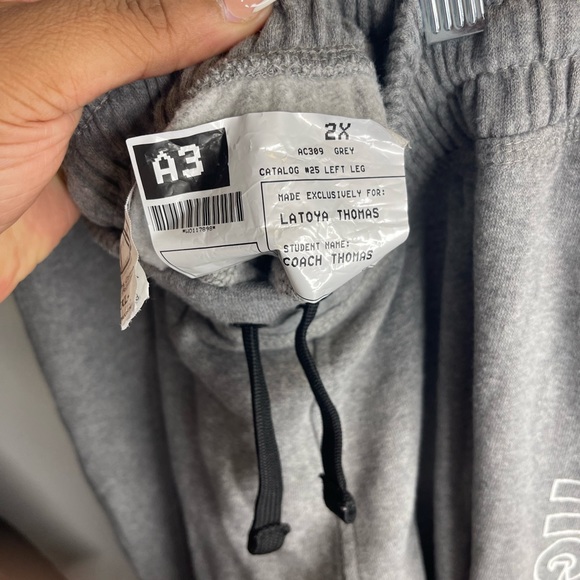 A3
2X
AC309 GREY
CATALOG #25 LEFT LEG
MADE EXCLUSIVELY FOR:
LATOYA THOMAS
STUDENT NAME:
COACH THOMAS